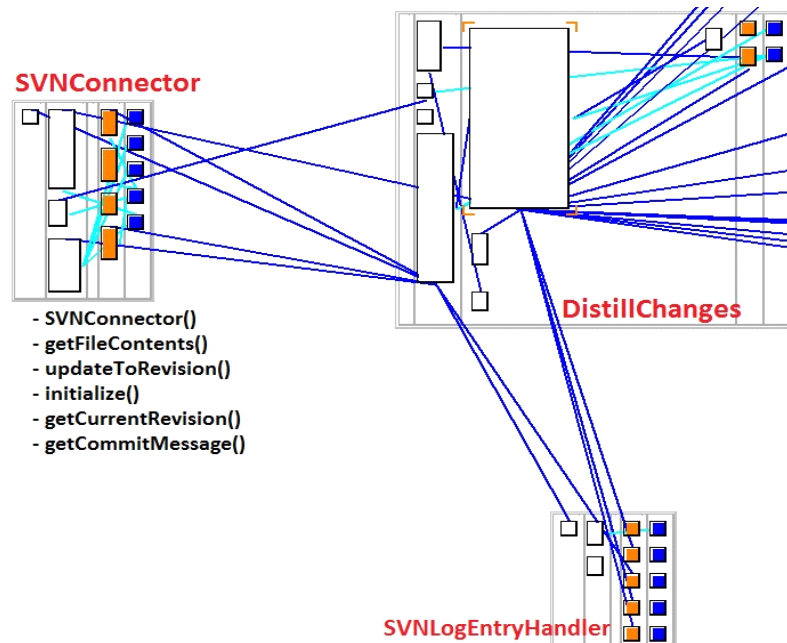 SVNConnector
- SVNConnector()
- getFileContents()
- updateToRevision()
- initialize()
- getCurrentRevision()
- getCommitMessage()
DistillChanges
SVNLogEntryHandler